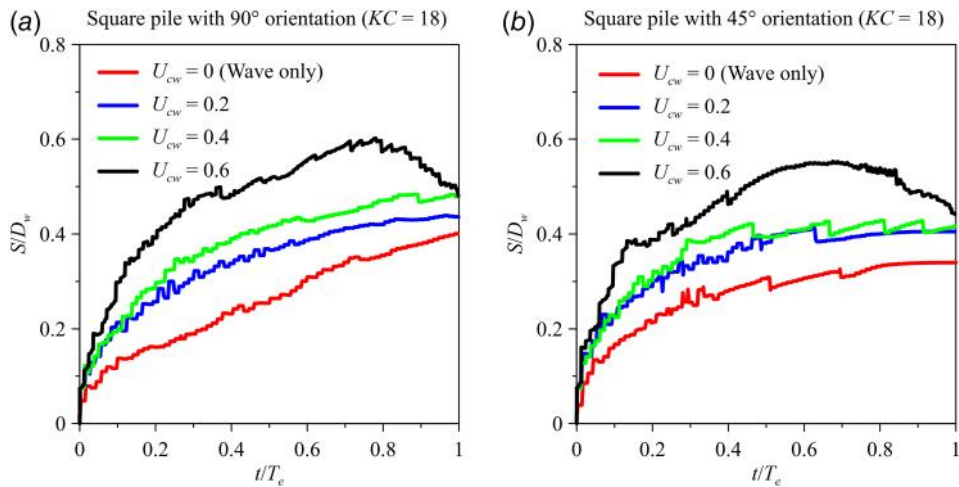 (a) Square pile with 90° orientation (KC = 18)
0.8
0.6
0.4
0.2
0
S/D_w
U_cw = 0 (Wave only)
U_cw = 0.2
U_cw = 0.4
U_cw = 0.6
0 0.2 0.4 0.6 0.8 1
t/T_e
(b) Square pile with 45° orientation (KC = 18)
0.8
0.6
0.4
0.2
0
S/D_w
U_cw = 0 (Wave only)
U_cw = 0.2
U_cw = 0.4
U_cw = 0.6
0 0.2 0.4 0.6 0.8 1
t/T_e